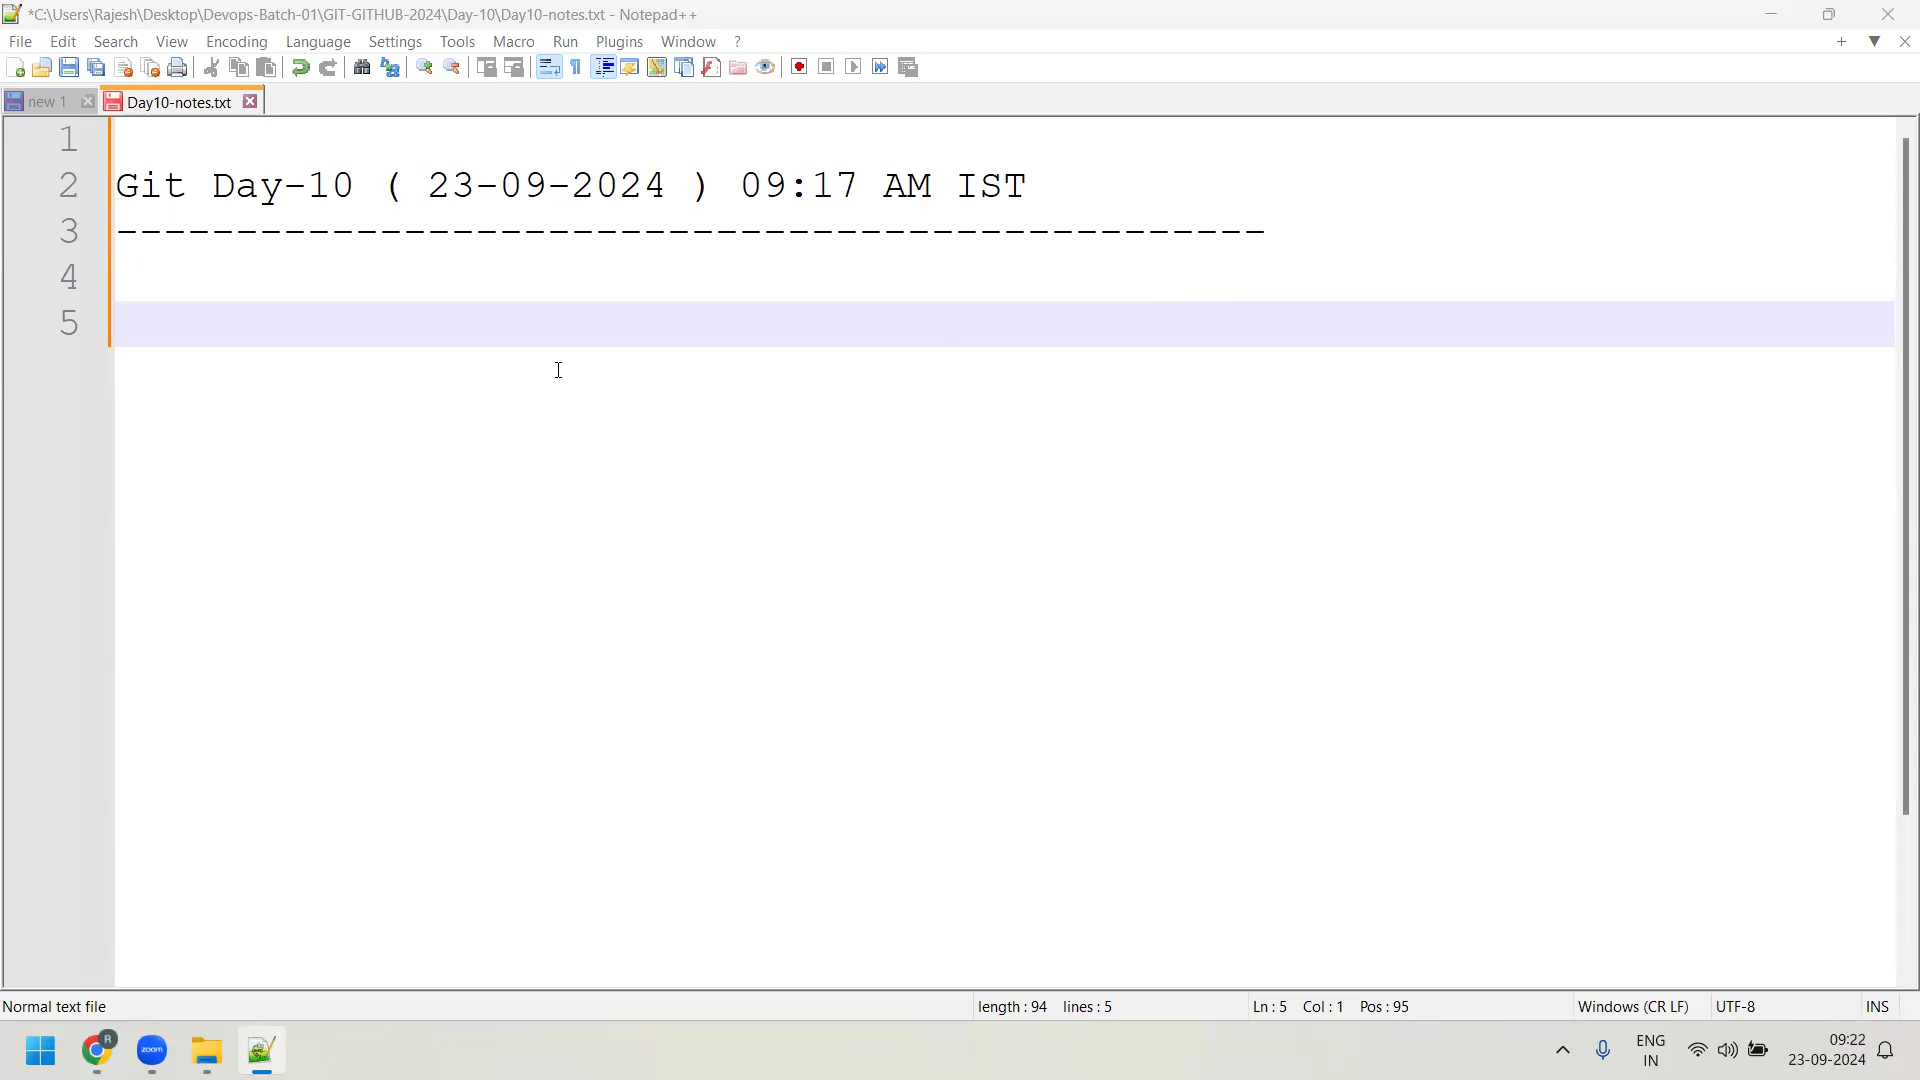 *C:\Users\Rajesh\Desktop\Devops-Batch-01\GIT-GITHUB-2024\Day-10\Day10-notes.txt - Notepad++
File Edit Search View Encoding Language Settings Tools Macro Run Plugins Window ?
new 1 Day10-notes.txt
1
2 Git Day-10 ( 23-09-2024 ) 09:17 AM IST
3 ------------------------------------------------
4
5
Normal text file length : 94 lines : 5 Ln : 5 Col : 1 Pos : 95 Windows (CR LF) UTF-8 INS
R
zoom
ENG 09:22
IN 23-09-2024